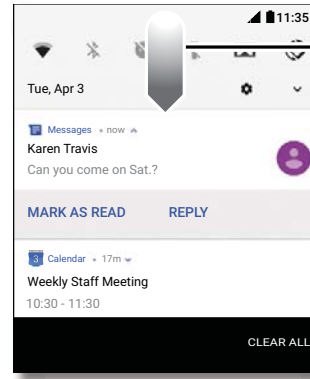 11:35
Tue, Apr 3
Messages • now
Karen Travis
Can you come on Sat.?
MARK AS READ REPLY
3 Calendar • 17m
Weekly Staff Meeting
10:30 - 11:30
CLEAR ALL